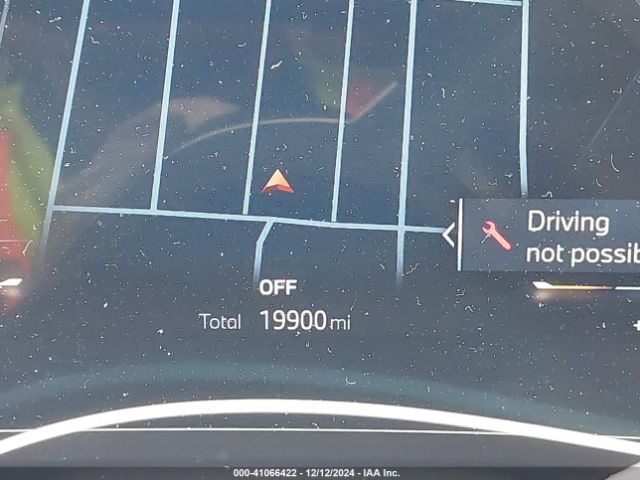 Driving
not possib
OFF
Total 19900 mi
000-41066422 - 12/12/2024 - IAA Inc.